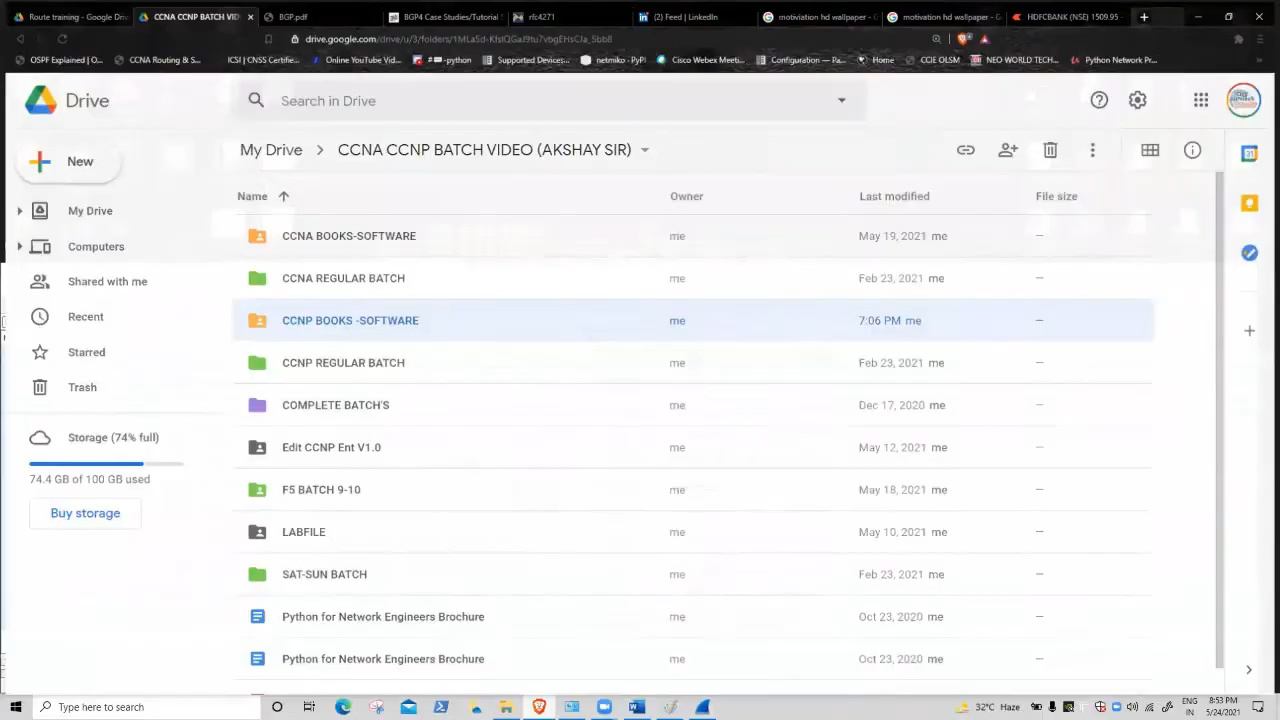 Route training - Google Driv
CCNA CCNP BATCH VID
BGP.pdf
BGP4 Case Studies/Tutorial
rfc4271
(2) Feed | LinkedIn
motiviation hd wallpaper - G
motivation hd wallpaper - G
HDFCBANK (NSE) 1509.95
drive.google.com/drive/u/3/folders/1MLa5d-KfsIQGaJ9tu7vbgEHsCIa_Sbb8
OSPF Explained | O...
CCNA Routing & S...
ICSI | CNSS Certific...
Online YouTube Vid...
-python
Supported Devices...
netmiko · PyPI
Cisco Webex Meeti...
Configuration — Pa...
Home
CCIE OLSM
NEO WORLD TECH...
Python Network Pr...
Drive
Search in Drive
My Drive > CCNA CCNP BATCH VIDEO (AKSHAY SIR)
New
My Drive
Computers
Shared with me
Recent
Starred
Trash
Storage (74% full)
74.4 GB of 100 GB used
Buy storage
Name Owner Last modified File size
CCNA BOOKS-SOFTWARE me May 19, 2021 me —
CCNA REGULAR BATCH me Feb 23, 2021 me —
CCNP BOOKS -SOFTWARE me 7:06 PM me —
CCNP REGULAR BATCH me Feb 23, 2021 me —
COMPLETE BATCH'S me Dec 17, 2020 me —
Edit CCNP Ent V1.0 me May 12, 2021 me —
F5 BATCH 9-10 me May 18, 2021 me —
LABFILE me May 10, 2021 me —
SAT-SUN BATCH me Feb 23, 2021 me —
Python for Network Engineers Brochure me Oct 23, 2020 me —
Python for Network Engineers Brochure me Oct 23, 2020 me —
31
Type here to search
32°C Haze
ENG
IN
8:53 PM
5/24/2021